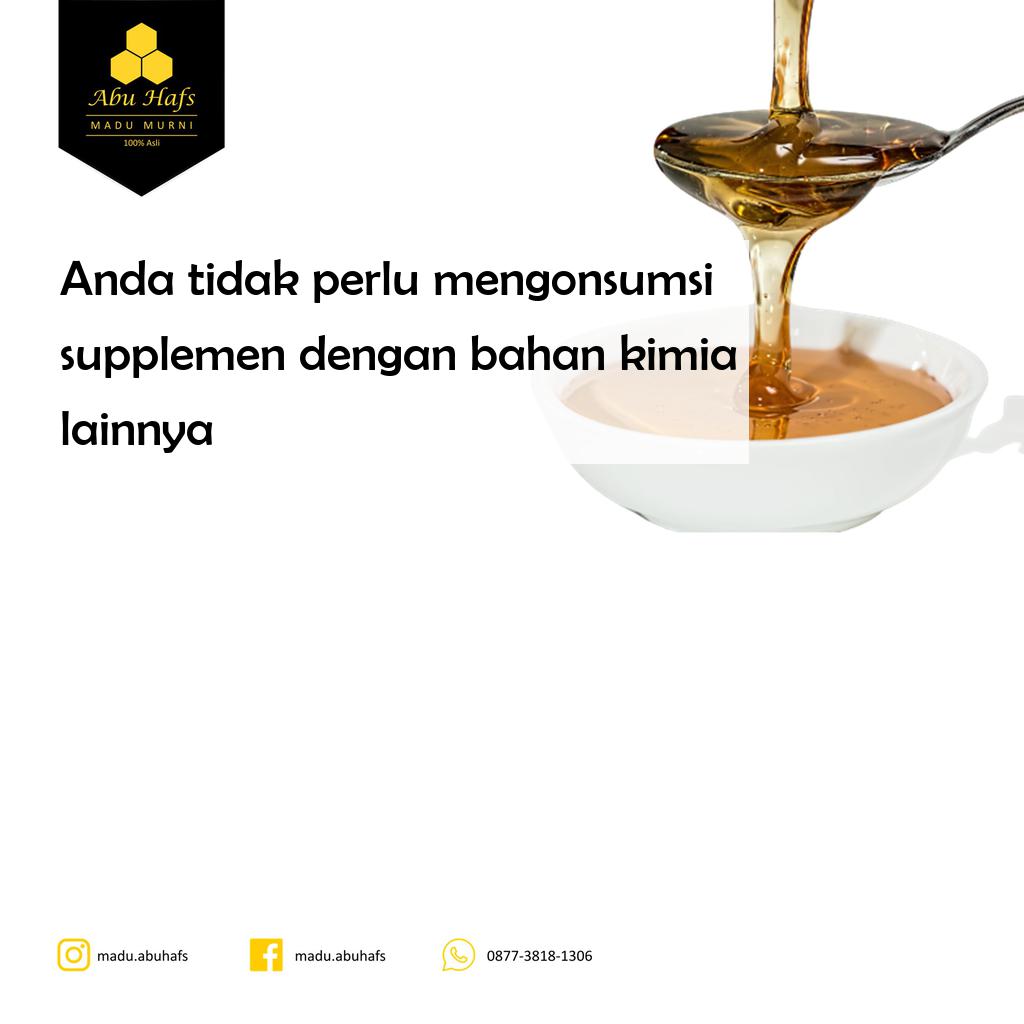 Abu Hafs
MADU MURNI
100% Asli
Anda tidak perlu mengonsumsi
supplemen dengan bahan kimia
lainnya
madu.abuhafs
madu.abuhafs
0877-3818-1306